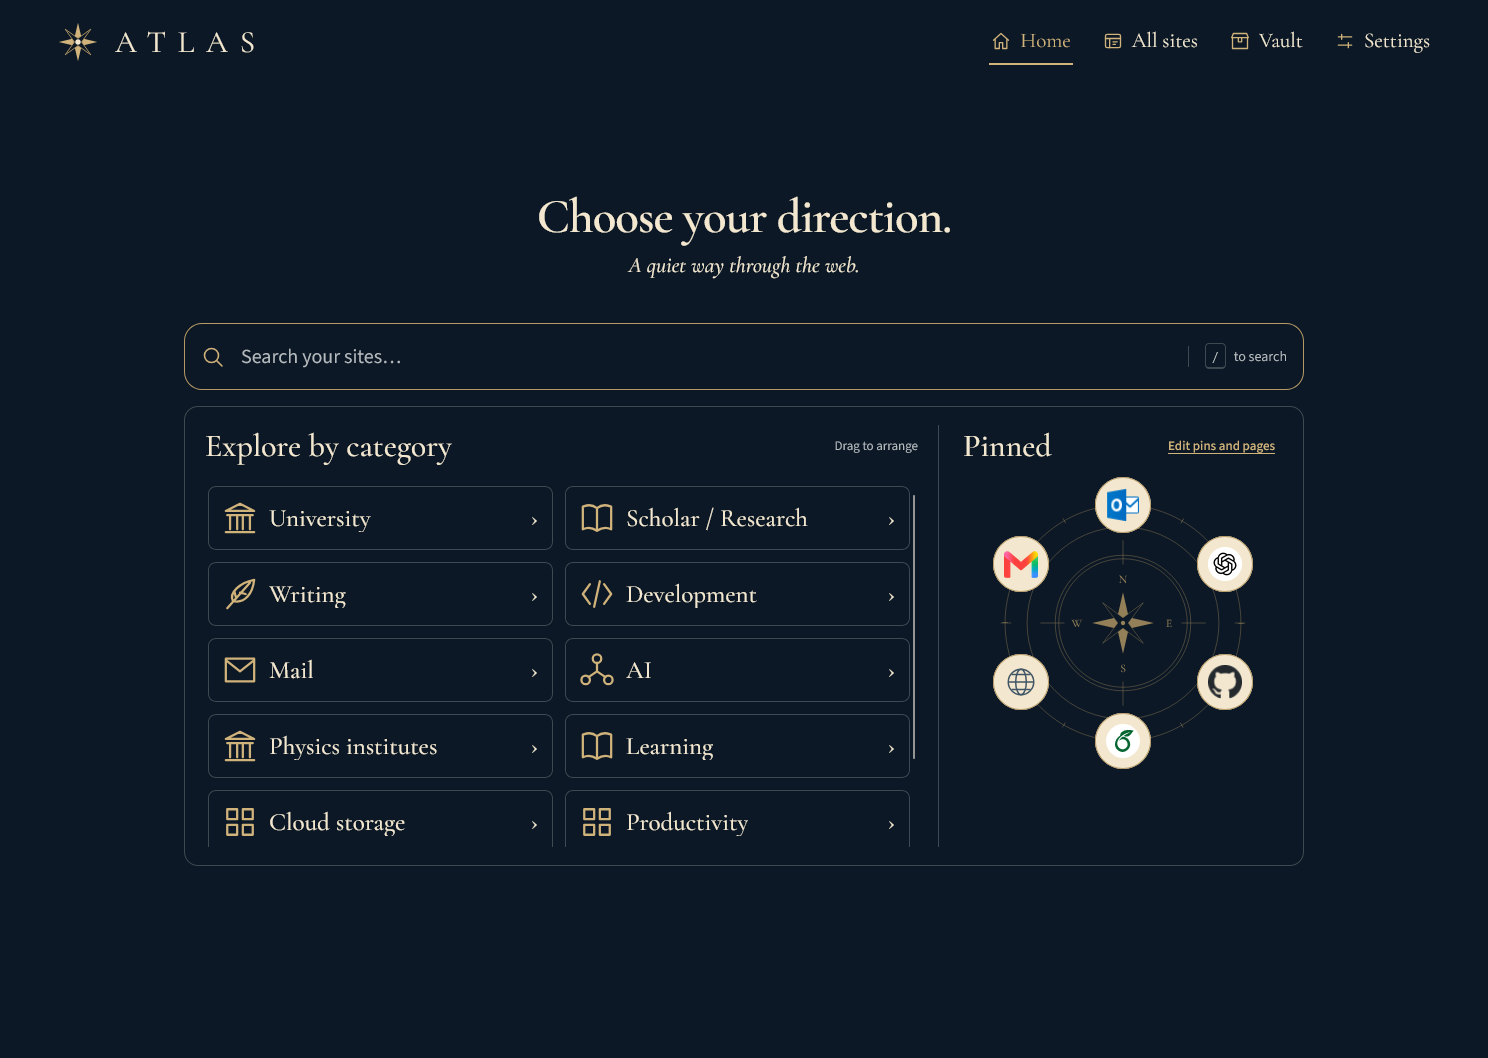 ATLAS
Home
All sites
Vault
Settings
Choose your direction.
A quiet way through the web.
Search your sites...
/ to search
Explore by category
Drag to arrange
University ›
Scholar / Research ›
Writing ›
Development ›
Mail ›
AI ›
Physics institutes ›
Learning ›
Cloud storage ›
Productivity ›
Pinned
Edit pins and pages
N
W
E
S